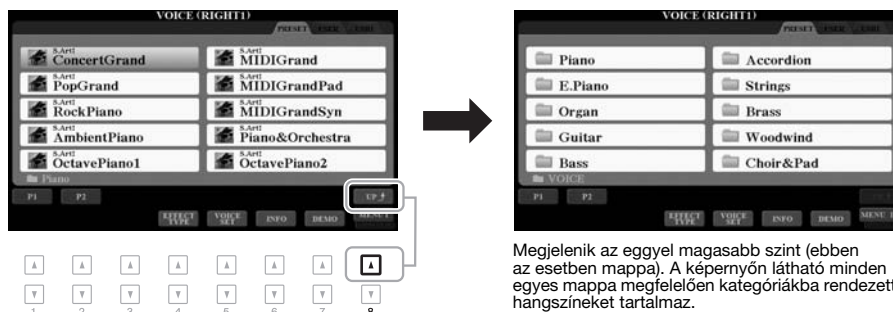 VOICE (RIGHT1)
PRESET USER USB1
S.Art! ConcertGrand
S.Art! MIDIGrand
S.Art! PopGrand
S.Art! MIDIGrandPad
S.Art! RockPiano
S.Art! MIDIGrandSyn
S.Art! AmbientPiano
S.Art! Piano&Orchestra
S.Art! OctavePiano1
S.Art! OctavePiano2
Piano
P1 P2 UP
EFFECT TYPE VOICE SET INFO DEMO MENU 1
1 2 3 4 5 6 7 8
VOICE (RIGHT1)
PRESET USER USB1
Piano Accordion
E.Piano Strings
Organ Brass
Guitar Woodwind
Bass Choir&Pad
VOICE
P1 P2
EFFECT TYPE VOICE SET INFO DEMO MENU 1
Megjelenik az eggyel magasabb szint (ebben
az esetben mappa). A képernyőn látható minden
egyes mappa megfelelően kategóriákba rendezett
hangszíneket tartalmaz.